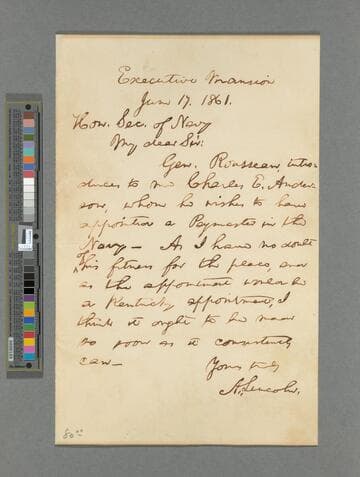 Executive Mansion
June 17. 1861.
Hon. Sec. of Navy
My dear Sir:
Gen. Rousseau, intro-
duces to me Charles E. Ander-
son, whom he wishes to have
appointed a Paymaster in the
Navy— As I have no doubt
of his fitness for the place, and
as the appointment would be
a Kentucky appointment, I
think it ought to be made
so soon as it consistently
can—
Yours truly
A. Lincoln.
80